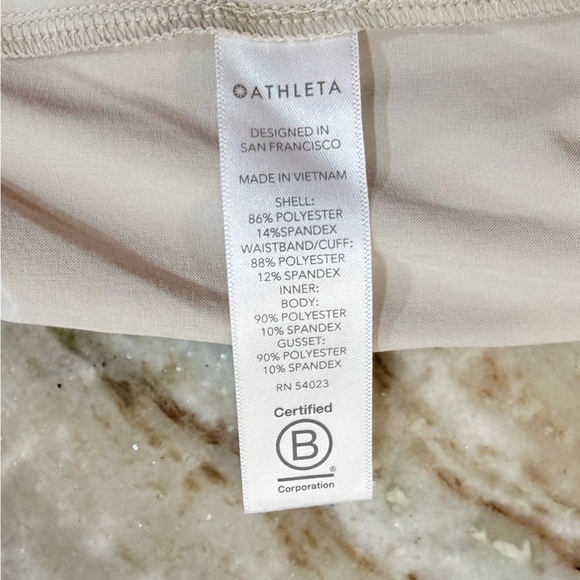 ATHLETA
DESIGNED IN
SAN FRANCISCO
MADE IN VIETNAM
SHELL:
86% POLYESTER
14%SPANDEX
WAISTBAND/CUFF:
88% POLYESTER
12% SPANDEX
INNER:
BODY:
90% POLYESTER
10% SPANDEX
GUSSET:
90% POLYESTER
10% SPANDEX
RN 54023
Certified
B
®
Corporation